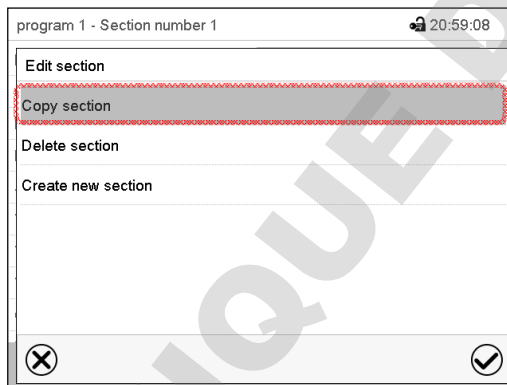 program 1 - Section number 1 20:59:08
Edit section
Copy section
Delete section
Create new section